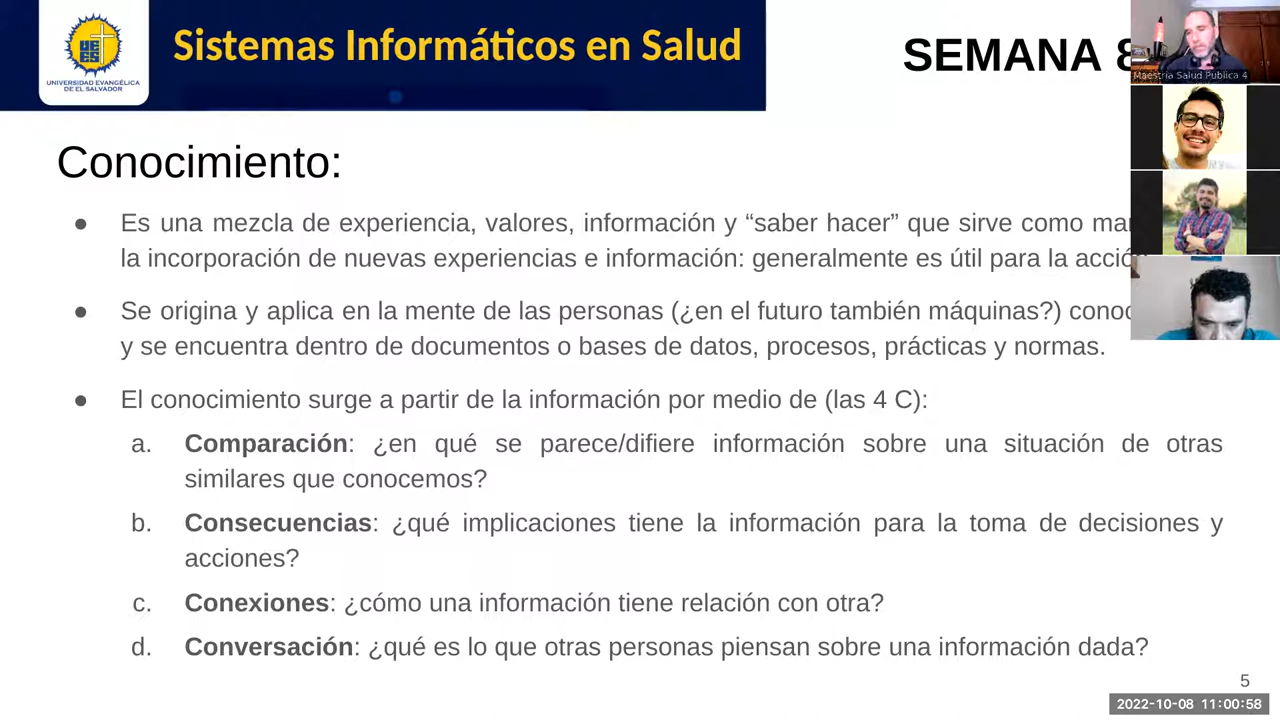 Sistemas Informáticos en Salud
SEMANA
UEES
UNIVERSIDAD EVANGÉLICA
DE EL SALVADOR
Maestría Salud Publica 4
Conocimiento:
● Es una mezcla de experiencia, valores, información y “saber hacer” que sirve como
la incorporación de nuevas experiencias e información: generalmente es útil para la
● Se origina y aplica en la mente de las personas (¿en el futuro también máquinas?)
y se encuentra dentro de documentos o bases de datos, procesos, prácticas y normas.
● El conocimiento surge a partir de la información por medio de (las 4 C):
a. Comparación: ¿en qué se parece/difiere información sobre una situación de otras
similares que conocemos?
b. Consecuencias: ¿qué implicaciones tiene la información para la toma de decisiones y
acciones?
c. Conexiones: ¿cómo una información tiene relación con otra?
d. Conversación: ¿qué es lo que otras personas piensan sobre una información dada?
5
2022-10-08 11:00:58